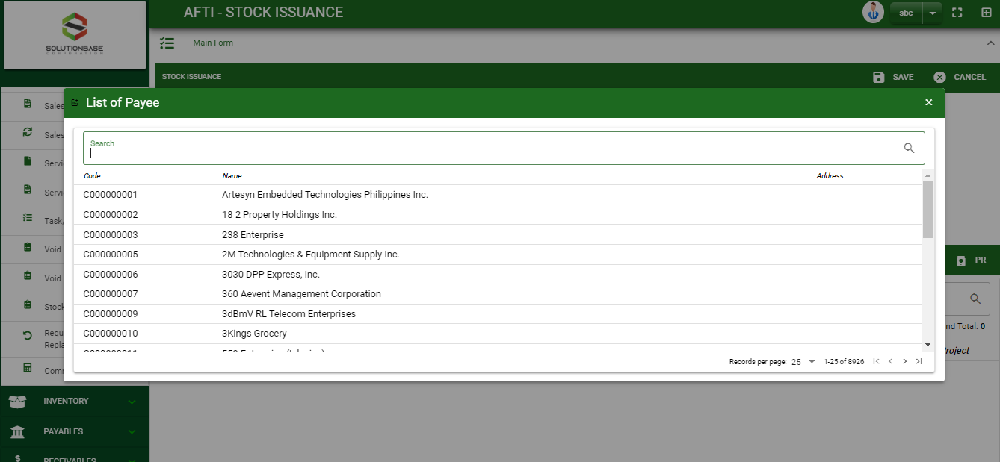 SOLUTIONBASE
CORPORATION
AFTI - STOCK ISSUANCE
sbc
Main Form
STOCK ISSUANCE
SAVE
CANCEL
List of Payee
Search
Code Name Address
C000000001 Artesyn Embedded Technologies Philippines Inc.
C000000002 18 2 Property Holdings Inc.
C000000003 238 Enterprise
C000000005 2M Technologies & Equipment Supply Inc.
C000000006 3030 DPP Express, Inc.
C000000007 360 Aevent Management Corporation
C000000009 3dBmV RL Telecom Enterprises
C000000010 3Kings Grocery
Records per page: 25 1-25 of 8926
Sales
Sales
Servi
Servi
Task
Void
Void
Stock
Requ
Repla
Comm
INVENTORY
PAYABLES
RECEIVABLES
PR
and Total: 0
Project